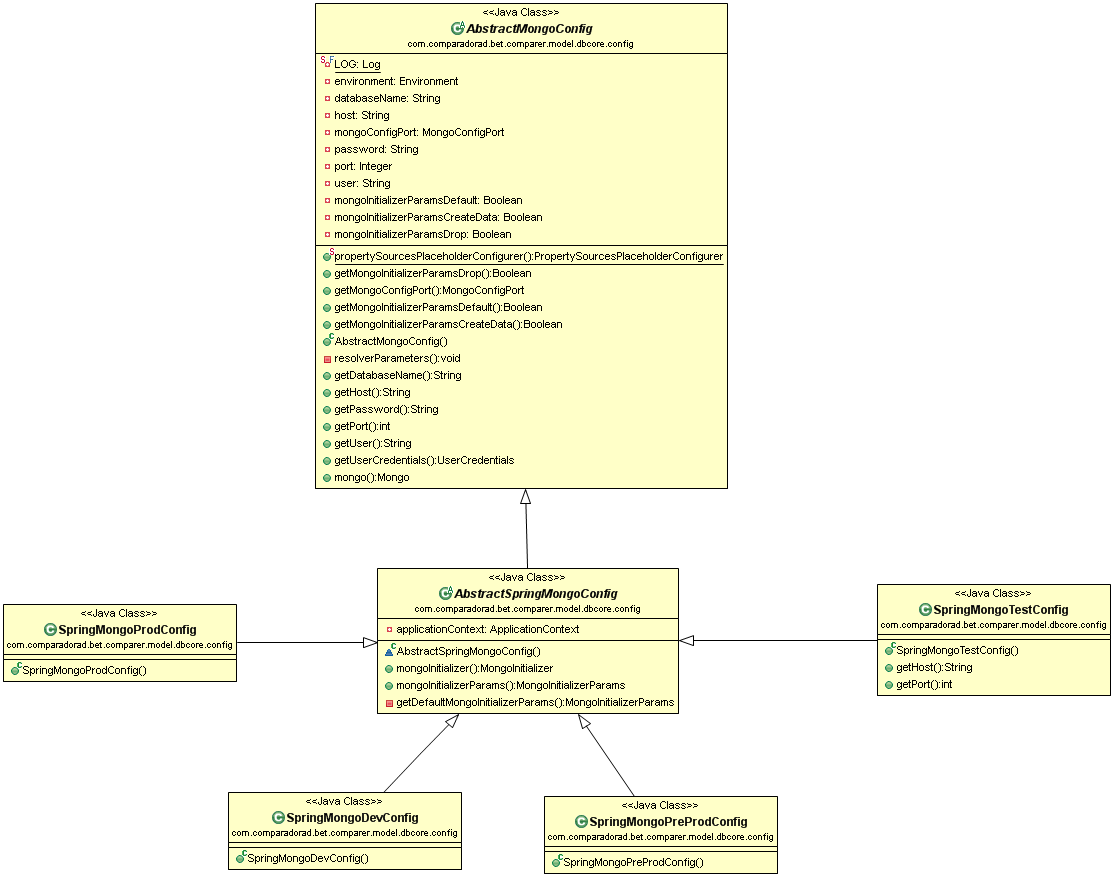 <<Java Class>>
AbstractMongoConfig
com.comparadorad.bet.comparer.model.dbcore.config
LOG: Log
environment: Environment
databaseName: String
host: String
mongoConfigPort: MongoConfigPort
password: String
port: Integer
user: String
mongoInitializerParamsDefault: Boolean
mongoInitializerParamsCreateData: Boolean
mongoInitializerParamsDrop: Boolean
propertySourcesPlaceholderConfigurer():PropertySourcesPlaceholderConfigurer
getMongoInitializerParamsDrop():Boolean
getMongoConfigPort():MongoConfigPort
getMongoInitializerParamsDefault():Boolean
getMongoInitializerParamsCreateData():Boolean
AbstractMongoConfig()
resolverParameters():void
getDatabaseName():String
getHost():String
getPassword():String
getPort():int
getUser():String
getUserCredentials():UserCredentials
mongo():Mongo
<<Java Class>>
AbstractSpringMongoConfig
com.comparadorad.bet.comparer.model.dbcore.config
applicationContext: ApplicationContext
AbstractSpringMongoConfig()
mongoInitializer():MongoInitializer
mongoInitializerParams():MongoInitializerParams
getDefaultMongoInitializerParams():MongoInitializerParams
<<Java Class>>
SpringMongoProdConfig
com.comparadorad.bet.comparer.model.dbcore.config
SpringMongoProdConfig()
<<Java Class>>
SpringMongoTestConfig
com.comparadorad.bet.comparer.model.dbcore.config
SpringMongoTestConfig()
getHost():String
getPort():int
<<Java Class>>
SpringMongoDevConfig
com.comparadorad.bet.comparer.model.dbcore.config
SpringMongoDevConfig()
<<Java Class>>
SpringMongoPreProdConfig
com.comparadorad.bet.comparer.model.dbcore.config
SpringMongoPreProdConfig()